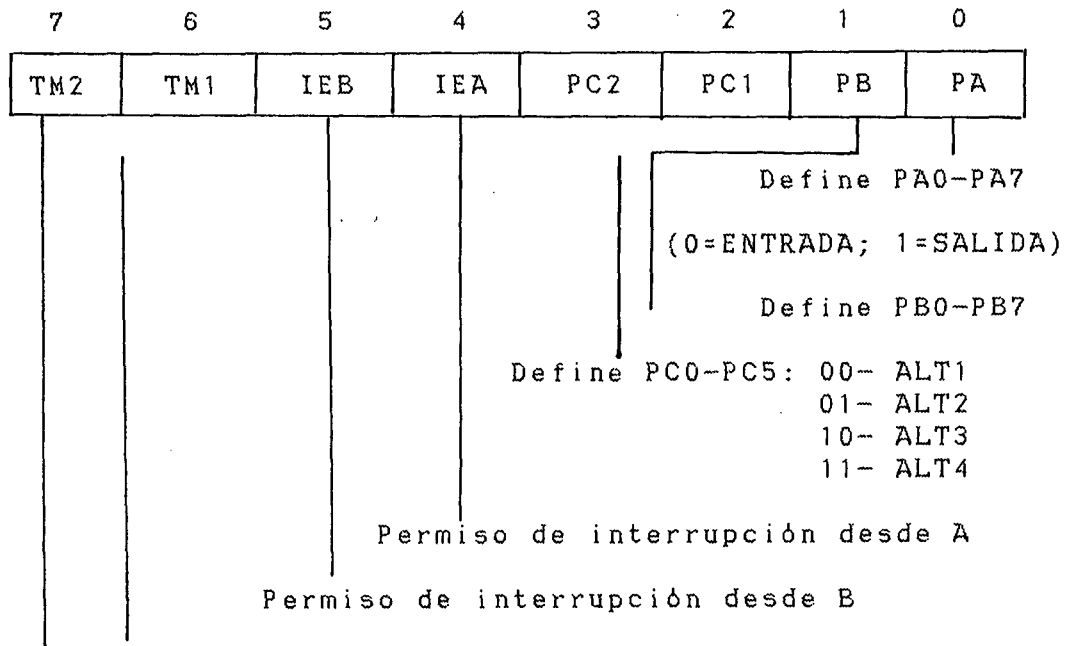 7 6 5 4 3 2 1 0
TM2 TM1 IEB IEA PC2 PC1 PB PA
Define PA0-PA7
(0=ENTRADA; 1=SALIDA)
Define PB0-PB7
Define PC0-PC5: 00- ALT1
01- ALT2
10- ALT3
11- ALT4
Permiso de interrupción desde A
Permiso de interrupción desde B